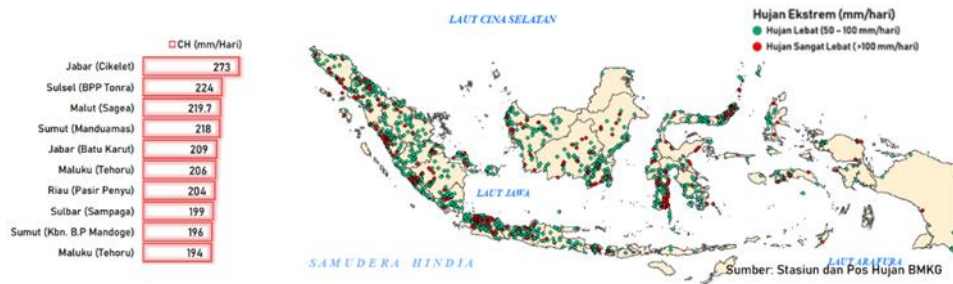 CH (mm/Hari)
Jabar (Cikelet) 273
Sulsel (BPP Tonra) 224
Malut (Sagea) 219.7
Sumut (Manduamas) 218
Jabar (Batu Karut) 209
Maluku (Tehoru) 206
Riau (Pasir Penyu) 204
Sulbar (Sampaga) 199
Sumut (Kbn. B.P Mandoge) 196
Maluku (Tehoru) 194
LAUT CINA SELATAN
Hujan Ekstrem (mm/hari)
Hujan Lebat (50 – 100 mm/hari)
Hujan Sangat Lebat (>100 mm/hari)
LAUT JAWA
SAMUDERA HINDIA
LAUT ARAFURA
Sumber: Stasiun dan Pos Hujan BMKG